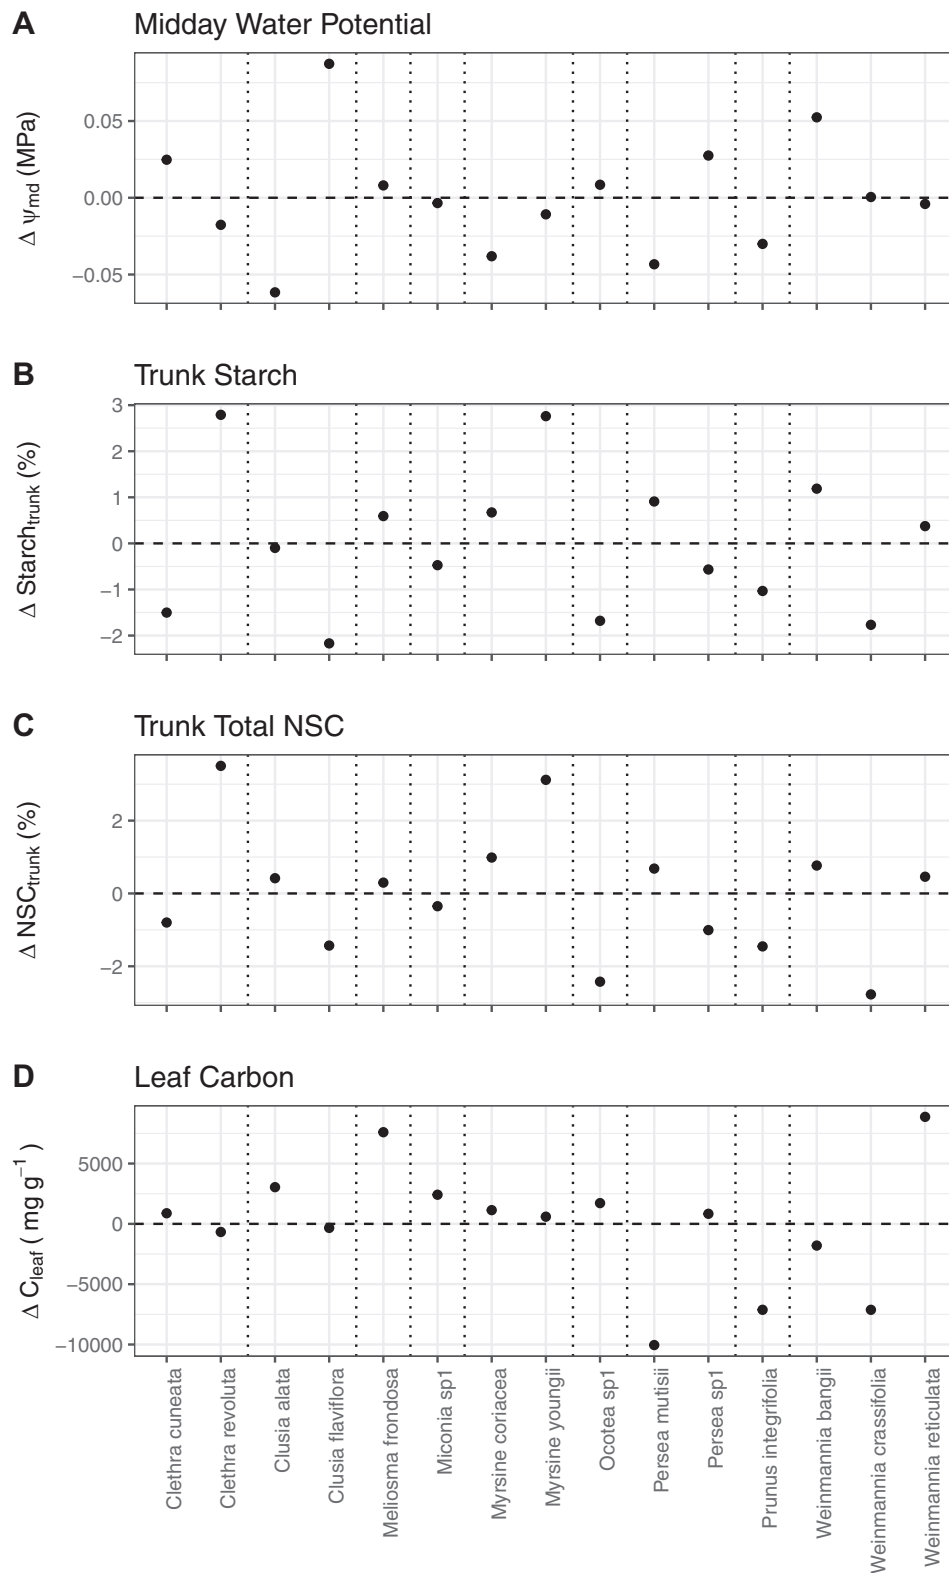 A Midday Water Potential
Δ ψmd (MPa)
0.05
0.00
−0.05
B Trunk Starch
Δ Starchtrunk (%)
3
2
1
0
−1
−2
C Trunk Total NSC
Δ NSCtrunk (%)
2
0
−2
D Leaf Carbon
Δ Cleaf ( mg g−1 )
5000
0
−5000
−10000
Clethra cuneata
Clethra revoluta
Clusia alata
Clusia flaviflora
Meliosma frondosa
Miconia sp1
Myrsine coriacea
Myrsine youngii
Ocotea sp1
Persea mutisii
Persea sp1
Prunus integrifolia
Weinmannia bangii
Weinmannia crassifolia
Weinmannia reticulata